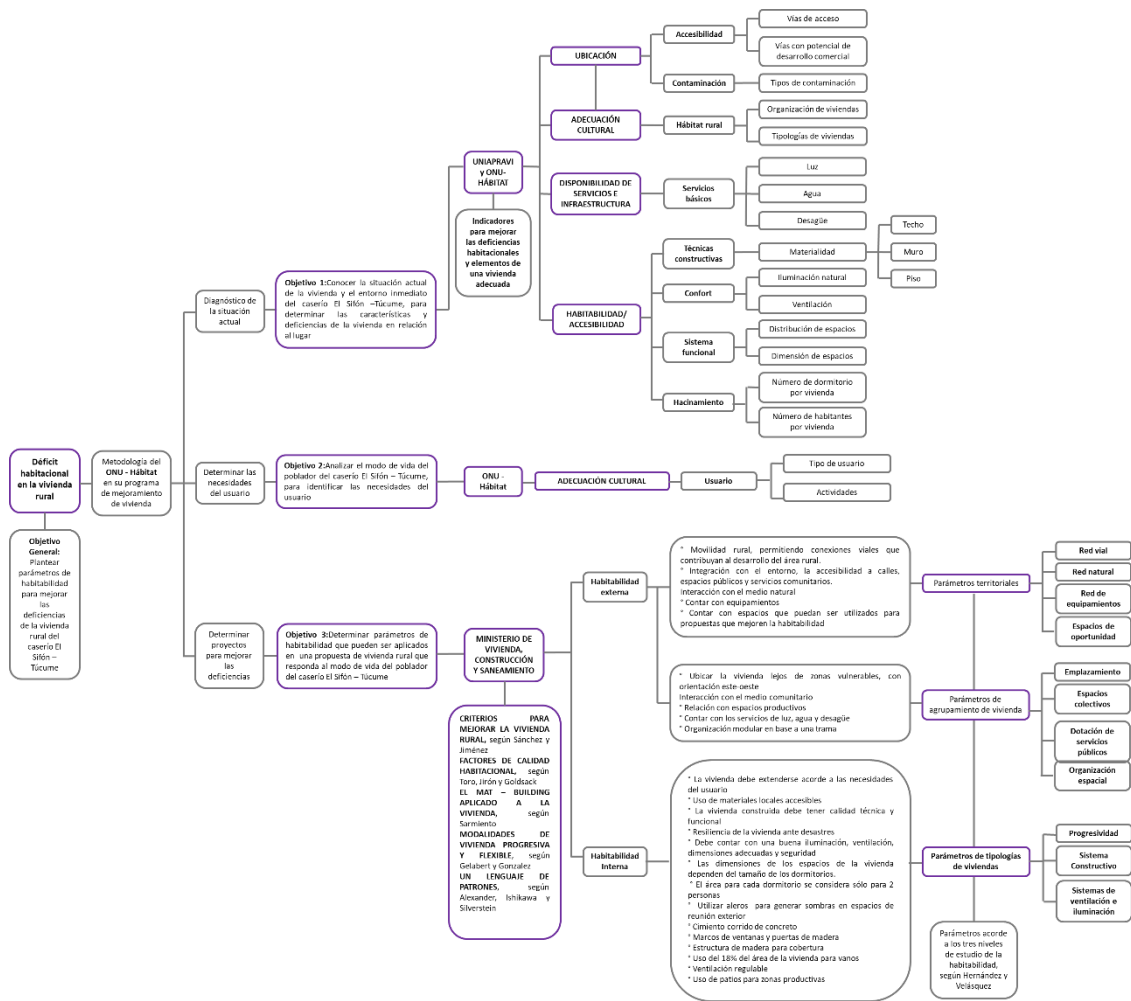 Déficit
habitacional
en la vivienda
rural
Objetivo
General:
Plantear
parámetros de
habitabilidad
para mejorar
las
deficiencias
de la vivienda
rural del
caserío El
Sifón –
Túcume
Metodología del
ONU - Hábitat
en su programa
de mejoramiento
de vivienda
Diagnóstico de
la situación
actual
Objetivo 1:Conocer la situación actual
de la vivienda y el entorno inmediato
del caserío El Sifón –Túcume, para
determinar las características y
deficiencias de la vivienda en relación
al lugar
UNIAPRAVI
y ONU-
HÁBITAT
Indicadores
para mejorar
las deficiencias
habitacionales
y elementos de
una vivienda
adecuada
UBICACIÓN
Accesibilidad
Vías de acceso
Vías con potencial de
desarrollo comercial
Contaminación
Tipos de contaminación
ADECUACIÓN
CULTURAL
Hábitat rural
Organización de viviendas
Tipologías de viviendas
DISPONIBILIDAD DE
SERVICIOS E
INFRAESTRUCTURA
Servicios
básicos
Luz
Agua
Desagüe
HABITABILIDAD/
ACCESIBILIDAD
Técnicas
constructivas
Materialidad
Techo
Muro
Piso
Confort
Iluminación natural
Ventilación
Sistema
funcional
Distribución de espacios
Dimensión de espacios
Hacinamiento
Número de dormitorio
por vivienda
Número de habitantes
por vivienda
Determinar las
necesidades
del usuario
Objetivo 2:Analizar el modo de vida del
poblador del caserío El Sifón – Túcume,
para identificar las necesidades del
usuario
ONU -
Hábitat
ADECUACIÓN CULTURAL
Usuario
Tipo de usuario
Actividades
Determinar
proyectos
para mejorar
las
deficiencias
Objetivo 3:Determinar parámetros de
habitabilidad que pueden ser aplicados
en una propuesta de vivienda rural que
responda al modo de vida del poblador
del caserío El Sifón – Túcume
MINISTERIO DE
VIVIENDA,
CONSTRUCCIÓN
Y SANEAMIENTO
CRITERIOS PARA
MEJORAR LA VIVIENDA
RURAL, según Sánchez y
Jiménez
FACTORES DE CALIDAD
HABITACIONAL, según
Toro, Jirón y Goldsack
EL MAT – BUILDING
APLICADO A LA
VIVIENDA, según
Sarmiento
MODALIDADES DE
VIVIENDA PROGRESIVA
Y FLEXIBLE, según
Gelabert y Gonzalez
UN LENGUAJE DE
PATRONES, según
Alexander, Ishikawa y
Silverstein
Habitabilidad
externa
* Movilidad rural, permitiendo conexiones viales que
contribuyan al desarrollo del área rural.
* Integración con el entorno, la accesibilidad a calles,
espacios públicos y servicios comunitarios.
Interacción con el medio natural
* Contar con equipamientos
* Contar con espacios que puedan ser utilizados para
propuestas que mejoren la habitabilidad
Parámetros territoriales
Red vial
Red natural
Red de
equipamientos
Espacios de
oportunidad
* Ubicar la vivienda lejos de zonas vulnerables, con
orientación este-oeste
Interacción con el medio comunitario
* Relación con espacios productivos
* Contar con los servicios de luz, agua y desagüe
* Organización modular en base a una trama
Parámetros de
agrupamiento de vivienda
Emplazamiento
Espacios
colectivos
Dotación de
servicios
públicos
Organización
espacial
Habitabilidad
Interna
* La vivienda debe extenderse acorde a las necesidades
del usuario
* Uso de materiales locales accesibles
* La vivienda construida debe tener calidad técnica y
funcional
* Resiliencia de la vivienda ante desastres
* Debe contar con una buena iluminación, ventilación,
dimensiones adecuadas y seguridad
* Las dimensiones de los espacios de la vivienda
dependen del tamaño de los dormitorios.
* El área para cada dormitorio se considera sólo para 2
personas
* Utilizar aleros para generar sombras en espacios de
reunión exterior
* Cimiento corrido de concreto
* Marcos de ventanas y puertas de madera
* Estructura de madera para cobertura
* Uso del 18% del área de la vivienda para vanos
* Ventilación regulable
* Uso de patios para zonas productivas
Parámetros de tipologías
de viviendas
Progresividad
Sistema
Constructivo
Sistemas de
ventilación e
iluminación
Parámetros acorde
a los tres niveles
de estudio de la
habitabilidad,
según Hernández y
Velásquez